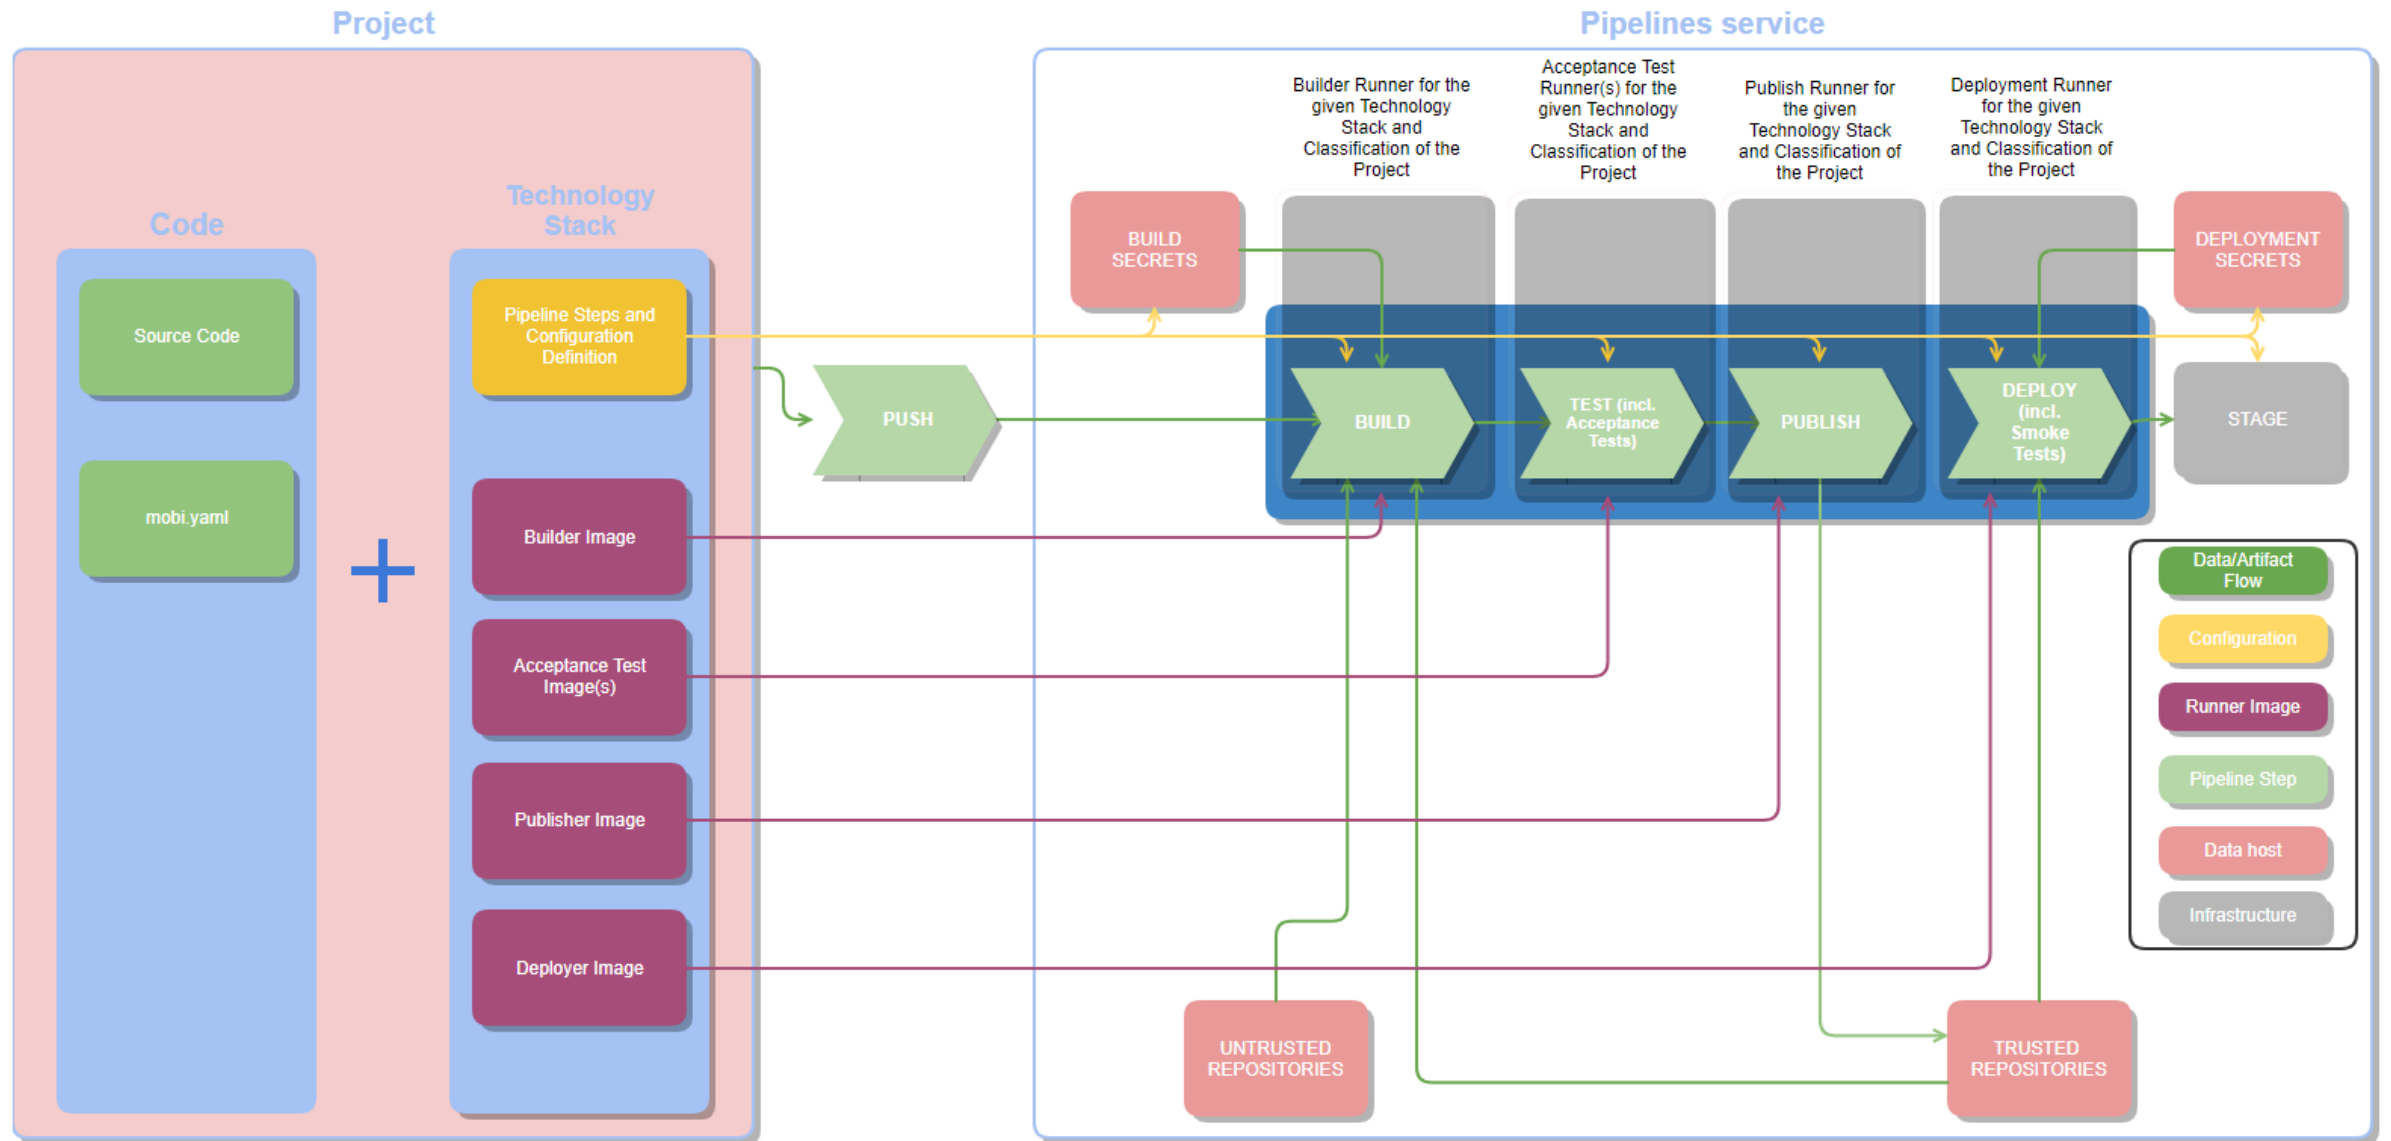 Project
Pipelines service
Code
Technology
Stack
Source Code
mobi.yaml
Pipeline Steps and
Configuration
Definition
Builder Image
Acceptance Test
Image(s)
Publisher Image
Deployer Image
PUSH
Builder Runner for the
given Technology
Stack and
Classification of the
Project
Acceptance Test
Runner(s) for the
given Technology
Stack and
Classification of the
Project
Publish Runner for
the given
Technology Stack
and Classification of
the Project
Deployment Runner
for the given
Technology Stack
and Classification of
the Project
BUILD
SECRETS
DEPLOYMENT
SECRETS
BUILD
TEST (incl.
Acceptance
Tests)
PUBLISH
DEPLOY
(incl.
Smoke
Tests)
STAGE
Data/Artifact
Flow
Configuration
Runner Image
Pipeline Step
Data host
Infrastructure
UNTRUSTED
REPOSITORIES
TRUSTED
REPOSITORIES